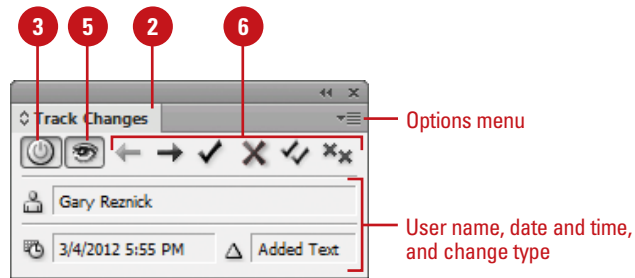 3 5 2 6
Track Changes
Options menu
Gary Reznick
3/4/2012 5:55 PM Added Text
User name, date and time,
and change type